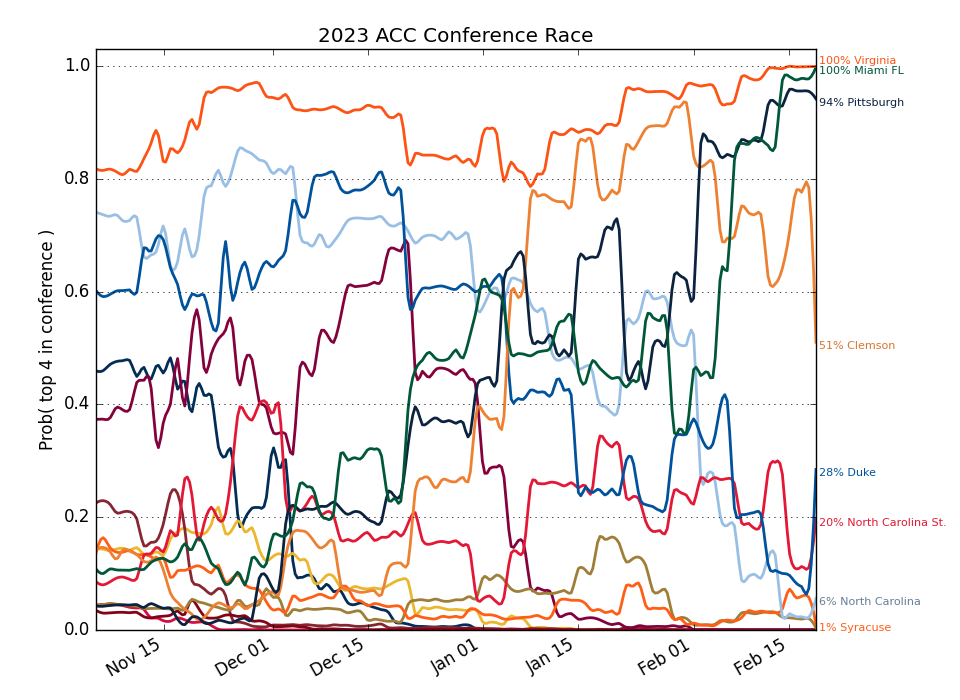 2023 ACC Conference Race
Prob( top 4 in conference )
1.0
0.8
0.6
0.4
0.2
0.0
Nov 15
Dec 01
Dec 15
Jan 01
Jan 15
Feb 01
Feb 15
100% Virginia
100% Miami FL
94% Pittsburgh
51% Clemson
28% Duke
20% North Carolina St.
6% North Carolina
1% Syracuse